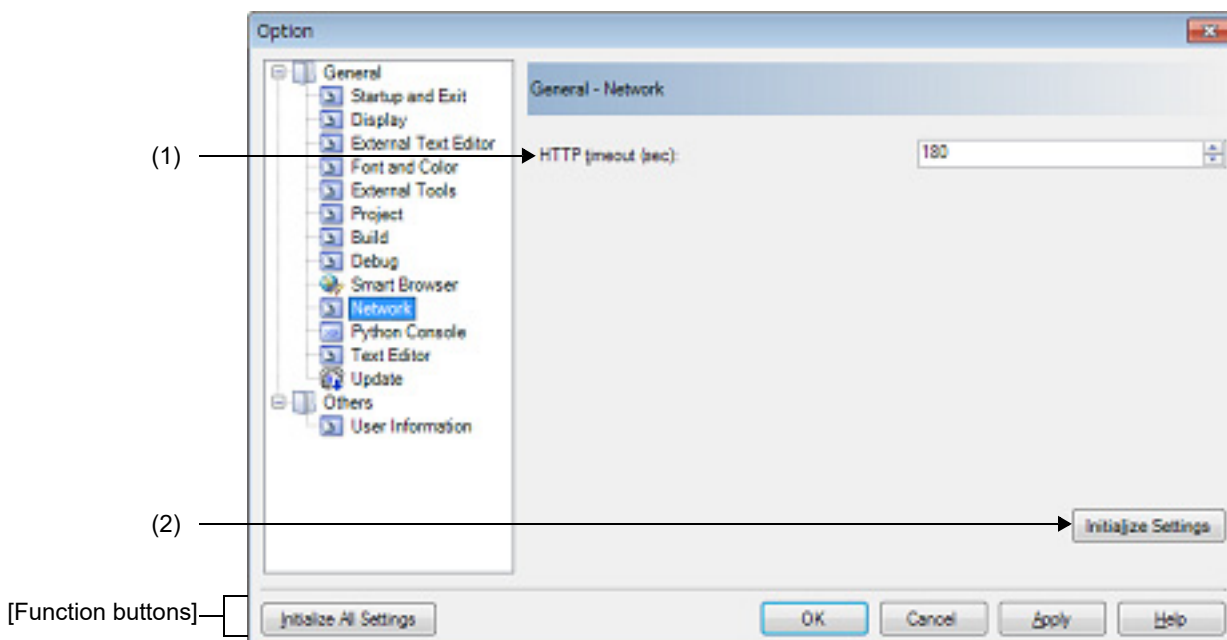 Option
General
Startup and Exit
Display
External Text Editor
Font and Color
External Tools
Project
Build
Debug
Smart Browser
Network
Python Console
Text Editor
Update
Others
User Information
General - Network
(1)
HTTP timeout (sec):
180
(2)
Initialize Settings
[Function buttons]
Initialize All Settings
OK
Cancel
Apply
Help